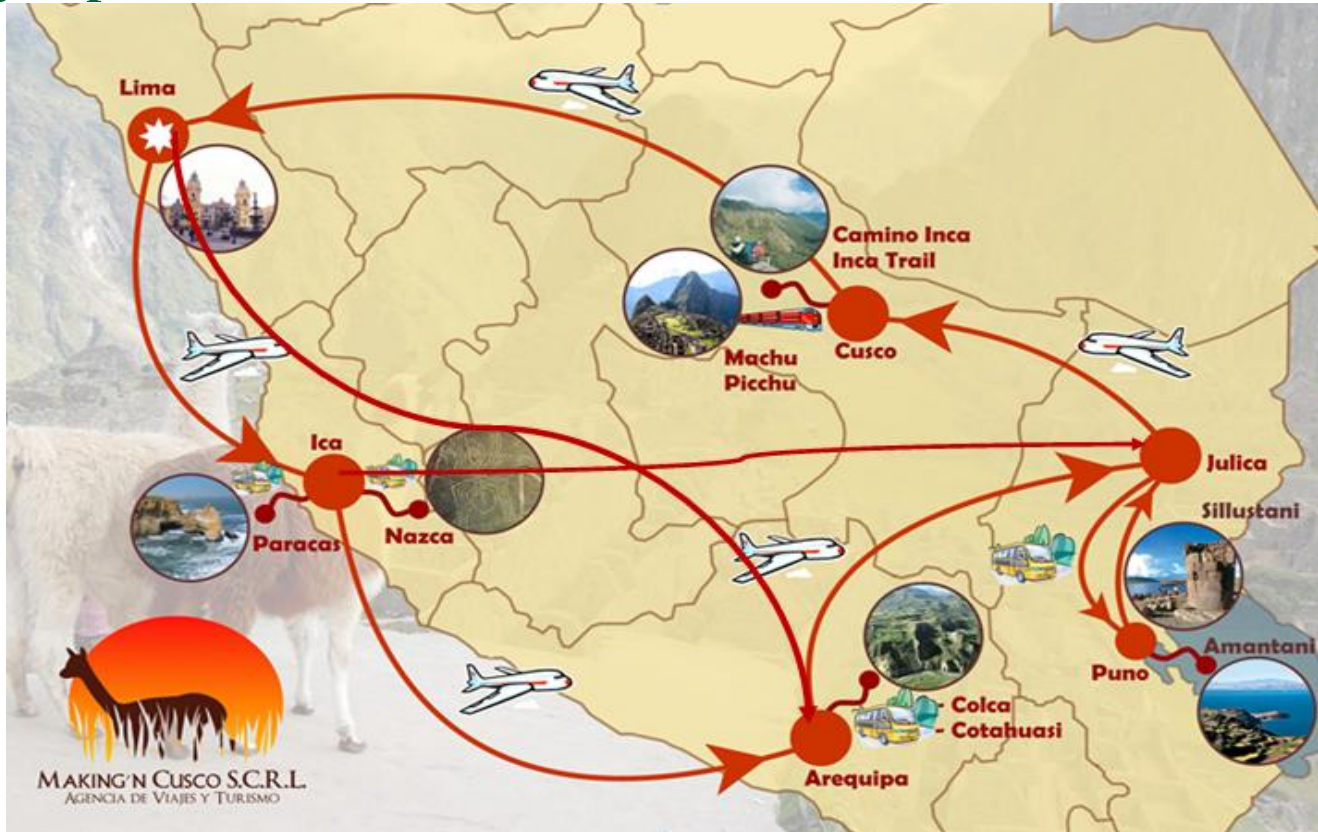 Lima
Camino Inca
Inca Trail
Machu
Picchu
Cusco
Ica
Julica
Sillustani
Paracas
Nazca
Amantani
Puno
- Colca
- Cotahuasi
Arequipa
MAKING'N CUSCO S.C.R.L.
AGENCIA DE VIAJES Y TURISMO